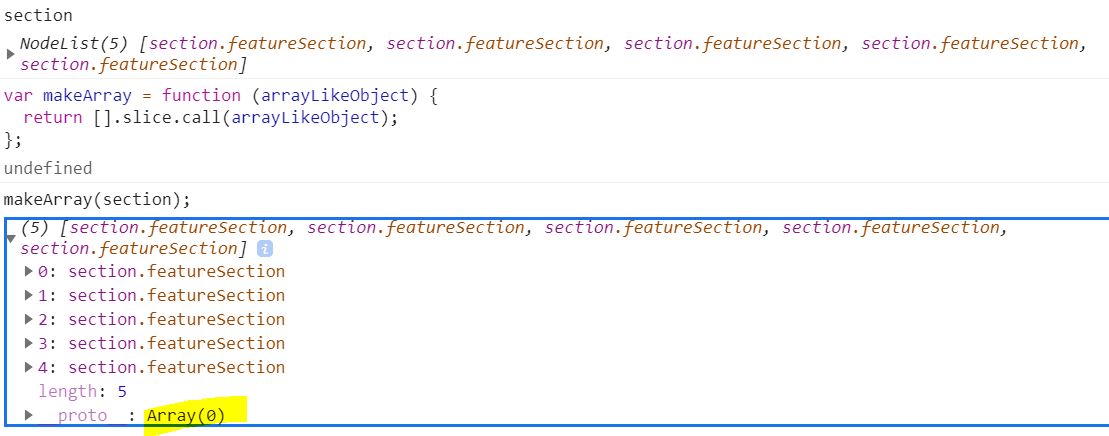 section
NodeList(5) [section.featureSection, section.featureSection, section.featureSection, section.featureSection,
section.featureSection]
var makeArray = function (arrayLikeObject) {
  return [].slice.call(arrayLikeObject);
};
undefined
makeArray(section);
(5) [section.featureSection, section.featureSection, section.featureSection, section.featureSection,
section.featureSection] i
0: section.featureSection
1: section.featureSection
2: section.featureSection
3: section.featureSection
4: section.featureSection
length: 5
__proto__: Array(0)